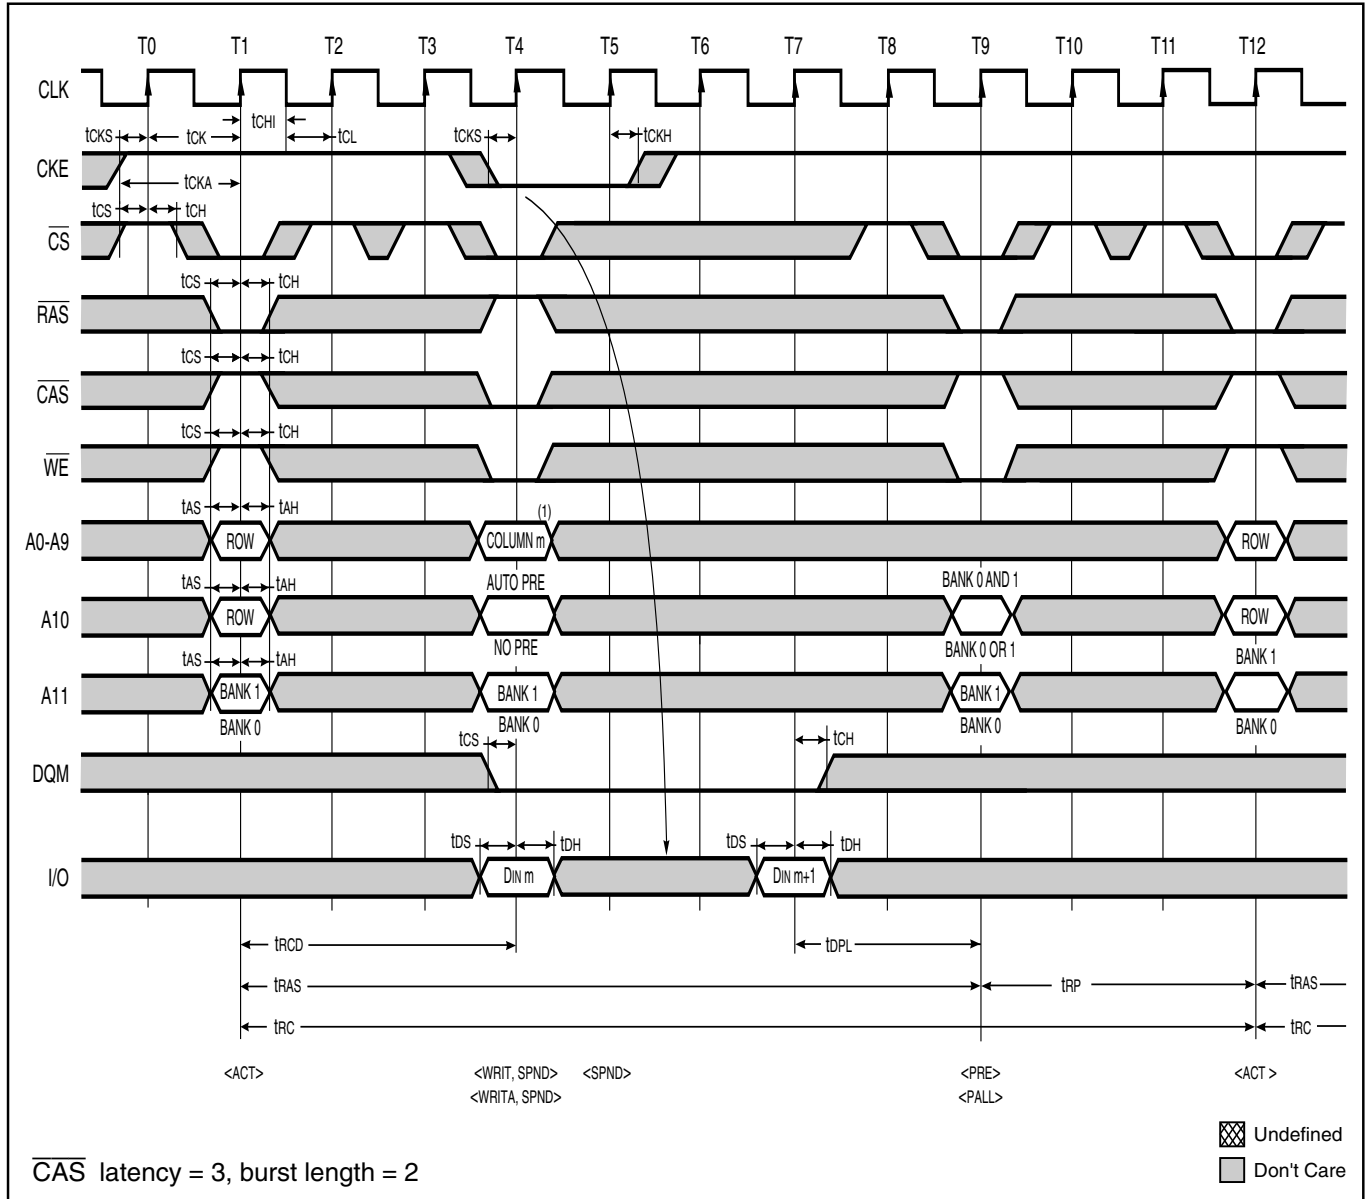 T0 T1 T2 T3 T4 T5 T6 T7 T8 T9 T10 T11 T12
CLK
tCHI
tCKS tCK tCL tCKS tCKH
CKE
tCKA
tCS tCH
CS
tCS tCH
RAS
tCS tCH
CAS
tCS tCH
WE
tAS tAH (1)
A0-A9 ROW COLUMN m ROW
tAS tAH AUTO PRE BANK 0 AND 1
A10 ROW ROW
NO PRE BANK 0 OR 1 BANK 1
tAS tAH
A11 BANK 1 BANK 1 BANK 1
BANK 0 BANK 0 BANK 0 BANK 0
tCS tCH
DQM
tDS tDH tDS tDH
I/O DIN m DIN m+1
tRCD tDPL
tRAS tRP tRAS
tRC tRC
<ACT> <WRIT, SPND> <SPND> <PRE> <ACT >
<WRITA, SPND> <PALL>
Undefined
CAS latency = 3, burst length = 2 Don't Care